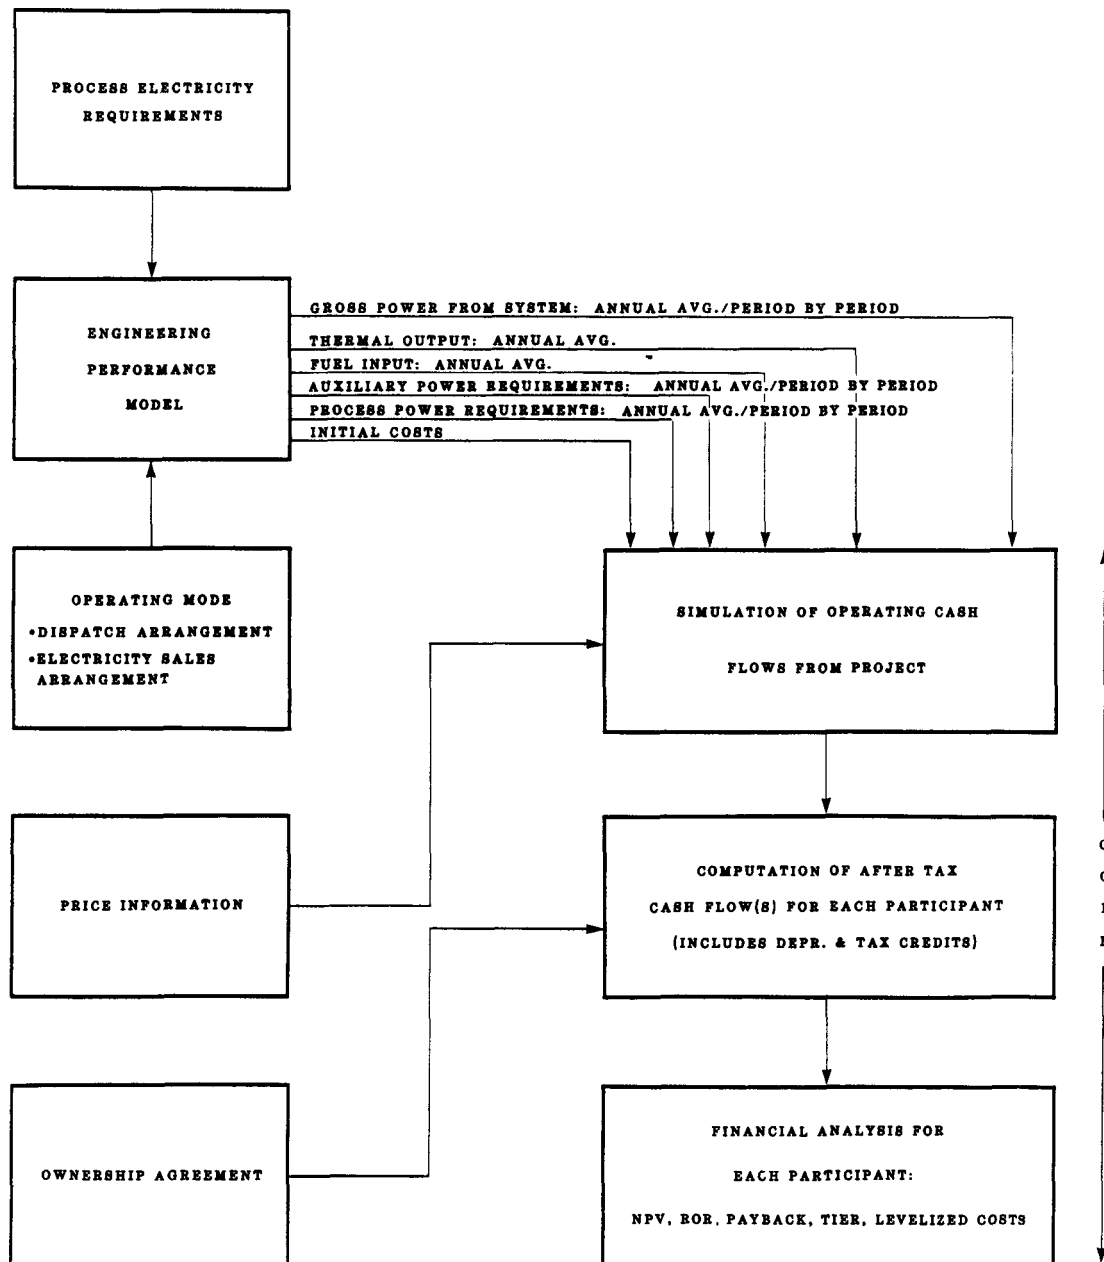 PROCESS ELECTRICITY
REQUIREMENTS
ENGINEERING
PERFORMANCE
MODEL
GROSS POWER FROM SYSTEM: ANNUAL AVG./PERIOD BY PERIOD
THERMAL OUTPUT: ANNUAL AVG.
FUEL INPUT: ANNUAL AVG.
AUXILIARY POWER REQUIREMENTS: ANNUAL AVG./PERIOD BY PERIOD
PROCESS POWER REQUIREMENTS: ANNUAL AVG./PERIOD BY PERIOD
INITIAL COSTS
OPERATING MODE
•DISPATCH ARRANGEMENT
•ELECTRICITY SALES
ARRANGEMENT
SIMULATION OF OPERATING CASH
FLOWS FROM PROJECT
PRICE INFORMATION
COMPUTATION OF AFTER TAX
CASH FLOW(S) FOR EACH PARTICIPANT
(INCLUDES DEPR. & TAX CREDITS)
OWNERSHIP AGREEMENT
FINANCIAL ANALYSIS FOR
EACH PARTICIPANT:
NPV, ROR, PAYBACK, TIER, LEVELIZED COSTS